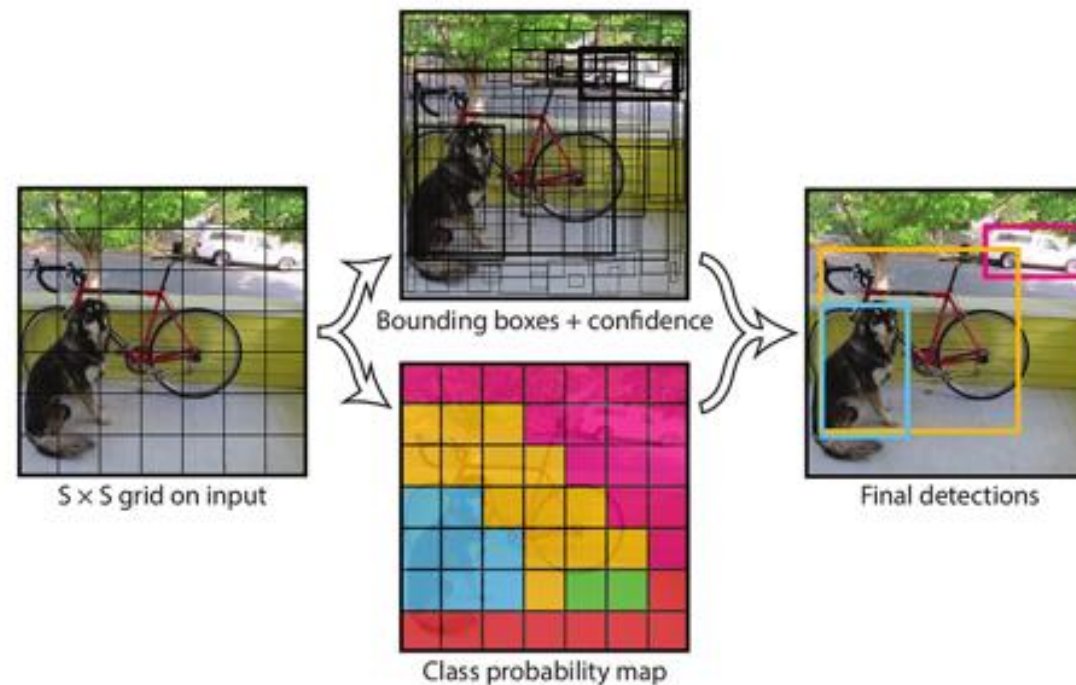 S × S grid on input
Bounding boxes + confidence
Class probability map
Final detections